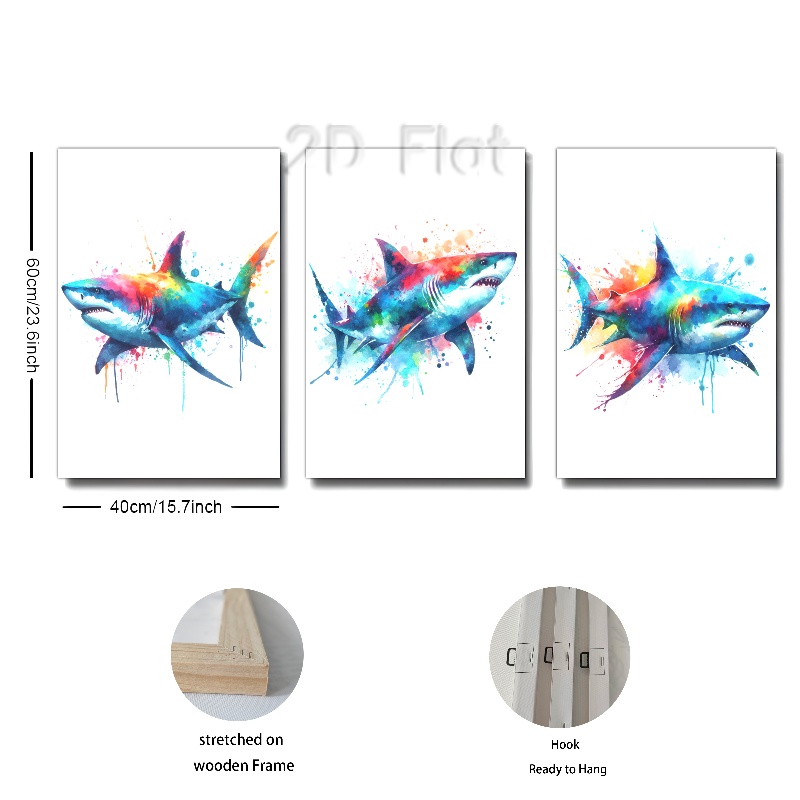 2D Flat
60cm/23.6inch
40cm/15.7inch
stretched on
wooden Frame
Hook
Ready to Hang